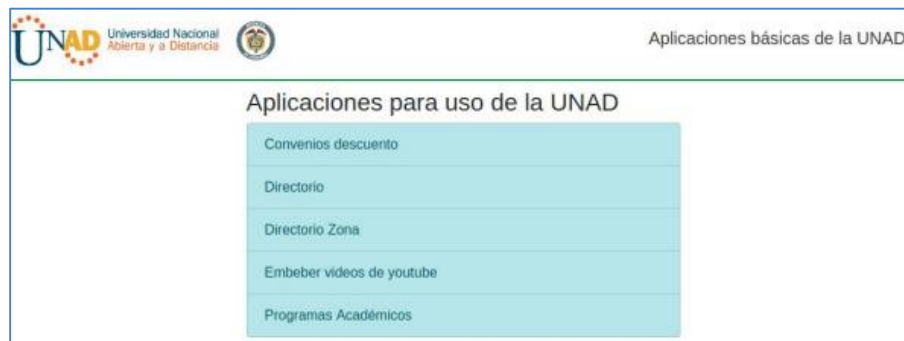 UNAD
Universidad Nacional
Abierta y a Distancia
Aplicaciones básicas de la UNAD
Aplicaciones para uso de la UNAD
Convenios descuento
Directorio
Directorio Zona
Embeber videos de youtube
Programas Académicos